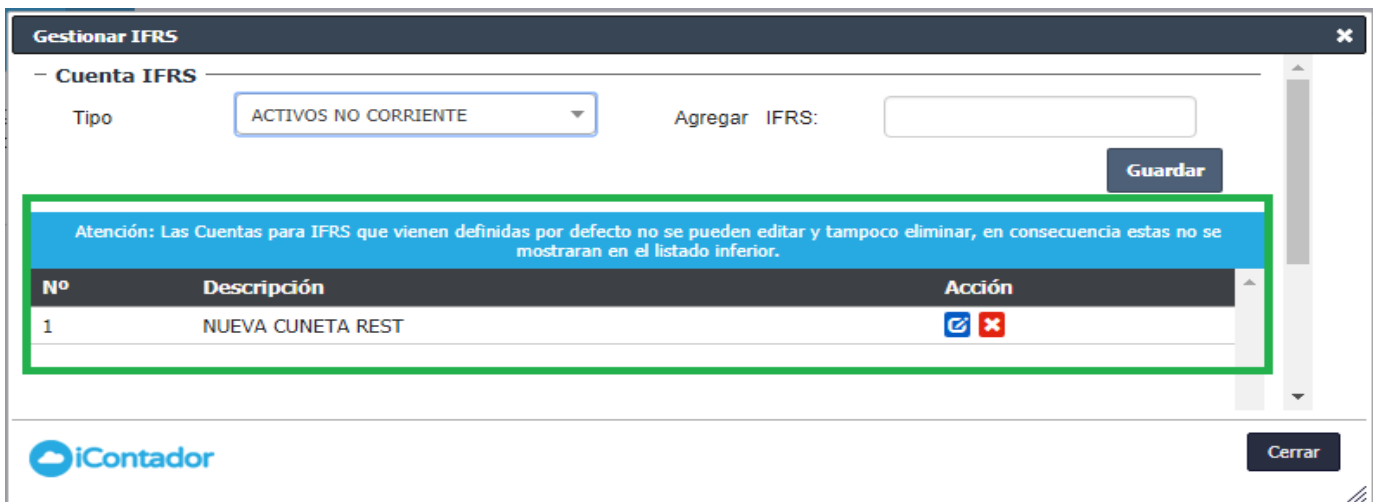 Gestionar IFRS
Cuenta IFRS
Tipo ACTIVOS NO CORRIENTE Agregar IFRS:
Guardar
Atención: Las Cuentas para IFRS que vienen definidas por defecto no se pueden editar y tampoco eliminar, en consecuencia estas no se
mostraran en el listado inferior.
Nº Descripción Acción
1 NUEVA CUNETA REST
iContador Cerrar